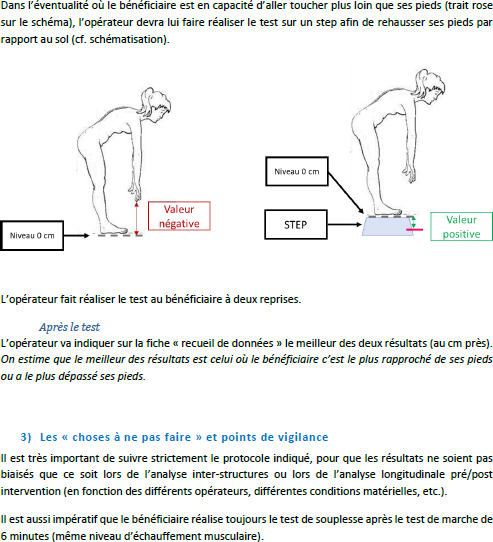 Dans l'éventualité où le bénéficiaire est en capacité d'aller toucher plus loin que ses pieds (trait rose
sur le schéma), l'opérateur devra lui faire réaliser le test sur un step afin de rehausser ses pieds par
rapport au sol (cf. schématisation).
Niveau 0 cm
Valeur
négative
Niveau 0 cm
STEP
Valeur
positive
L'opérateur fait réaliser le test au bénéficiaire à deux reprises.
Après le test
L'opérateur va indiquer sur la fiche « recueil de données » le meilleur des deux résultats (au cm près).
On estime que le meilleur des résultats est celui où le bénéficiaire c'est le plus rapproché de ses pieds
ou a le plus dépassé ses pieds.
3) Les « choses à ne pas faire » et points de vigilance
Il est très important de suivre strictement le protocole indiqué, pour que les résultats ne soient pas
biaisés que ce soit lors de l'analyse inter-structures ou lors de l'analyse longitudinale pré/post
intervention (en fonction des différents opérateurs, différentes conditions matérielles, etc.).
Il est aussi impératif que le bénéficiaire réalise toujours le test de souplesse après le test de marche de
6 minutes (même niveau d'échauffement musculaire).